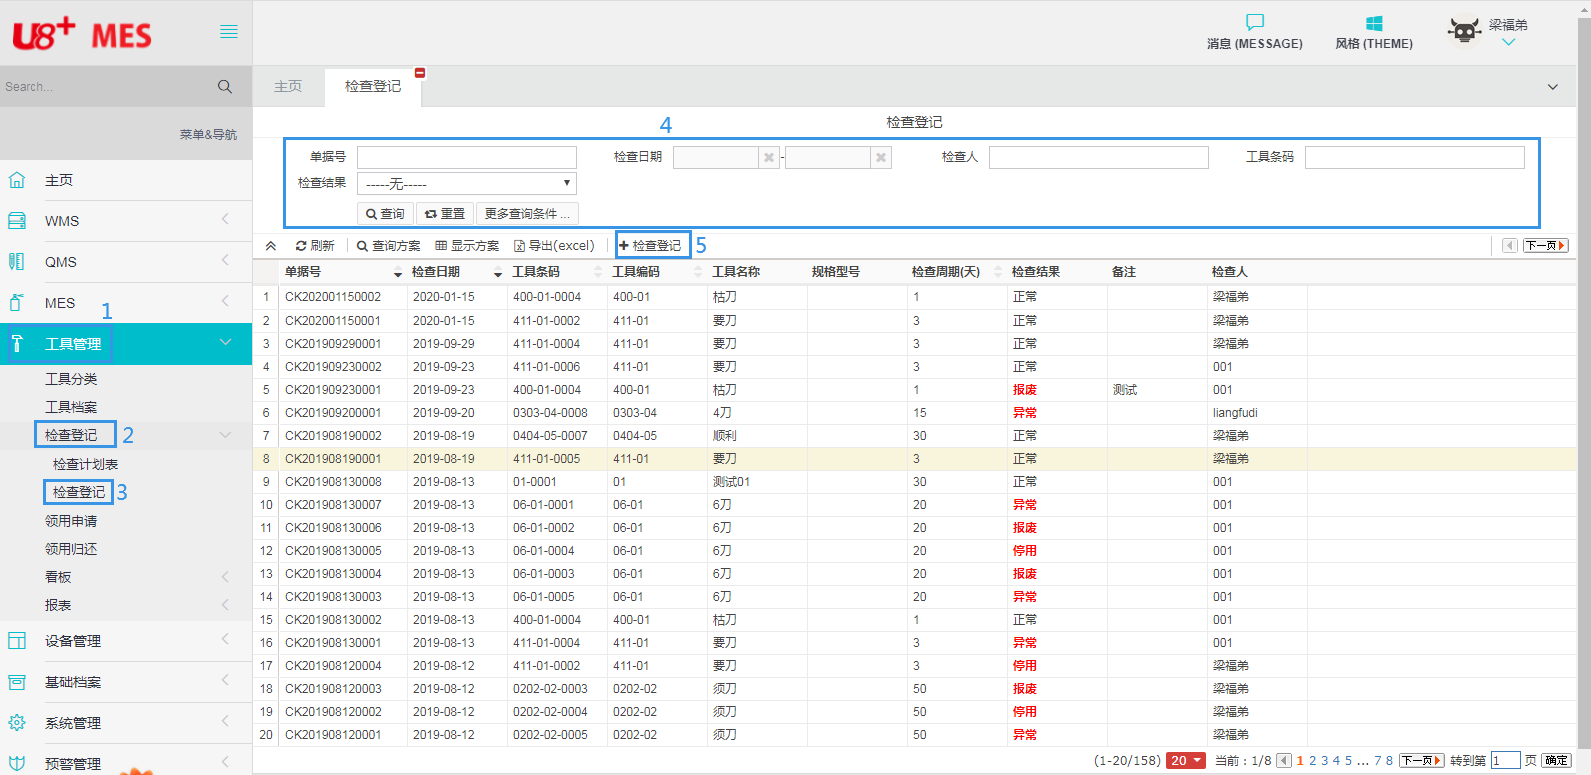 U8+ MES
消息 (MESSAGE)
风格 (THEME)
梁福弟
Search...
主页
检查登记
菜单&导航
主页
WMS
QMS
MES
1
工具管理
工具分类
工具档案
检查登记
2
检查计划表
检查登记
3
领用申请
领用归还
看板
报表
设备管理
基础档案
系统管理
预警管理
检查登记
4
单据号 检查日期 - 检查人 工具条码
检查结果 -----无-----
查询 重置 更多查询条件 ...
刷新 查询方案 显示方案 导出(excel) 检查登记 5 下一页
单据号 检查日期 工具条码 工具编码 工具名称 规格型号 检查周期(天) 检查结果 备注 检查人
1 CK202001150002 2020-01-15 400-01-0004 400-01 枯刀 1 正常 梁福弟
2 CK202001150001 2020-01-15 411-01-0002 411-01 要刀 3 正常 梁福弟
3 CK201909290001 2019-09-29 411-01-0004 411-01 要刀 3 正常 梁福弟
4 CK201909230002 2019-09-23 411-01-0006 411-01 要刀 3 正常 001
5 CK201909230001 2019-09-23 400-01-0004 400-01 枯刀 1 报废 测试 001
6 CK201909200001 2019-09-20 0303-04-0008 0303-04 4刀 15 异常 liangfudi
7 CK201908190002 2019-08-19 0404-05-0007 0404-05 顺利 30 正常 梁福弟
8 CK201908190001 2019-08-19 411-01-0005 411-01 要刀 3 正常 梁福弟
9 CK201908130008 2019-08-13 01-0001 01 测试01 30 正常 001
10 CK201908130007 2019-08-13 06-01-0001 06-01 6刀 20 异常 001
11 CK201908130006 2019-08-13 06-01-0002 06-01 6刀 20 报废 001
12 CK201908130005 2019-08-13 06-01-0004 06-01 6刀 20 停用 001
13 CK201908130004 2019-08-13 06-01-0003 06-01 6刀 20 报废 001
14 CK201908130003 2019-08-13 06-01-0005 06-01 6刀 20 异常 001
15 CK201908130002 2019-08-13 400-01-0004 400-01 枯刀 1 正常 001
16 CK201908130001 2019-08-13 411-01-0004 411-01 要刀 3 异常 001
17 CK201908120004 2019-08-12 411-01-0002 411-01 要刀 3 停用 梁福弟
18 CK201908120003 2019-08-12 0202-02-0003 0202-02 须刀 50 报废 梁福弟
19 CK201908120002 2019-08-12 0202-02-0004 0202-02 须刀 50 停用 梁福弟
20 CK201908120001 2019-08-12 0202-02-0005 0202-02 须刀 50 异常 梁福弟
(1-20/158) 20 当前：1/8 1 2 3 4 5 ... 7 8 下一页 转到第 1 页 确定